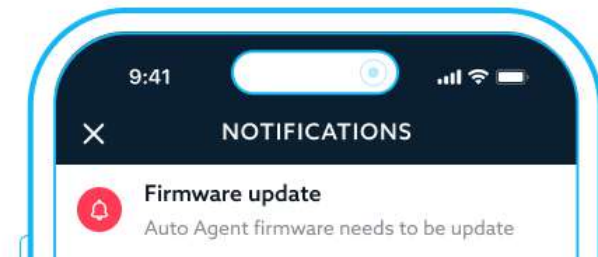 9:41
NOTIFICATIONS
Firmware update
Auto Agent firmware needs to be update